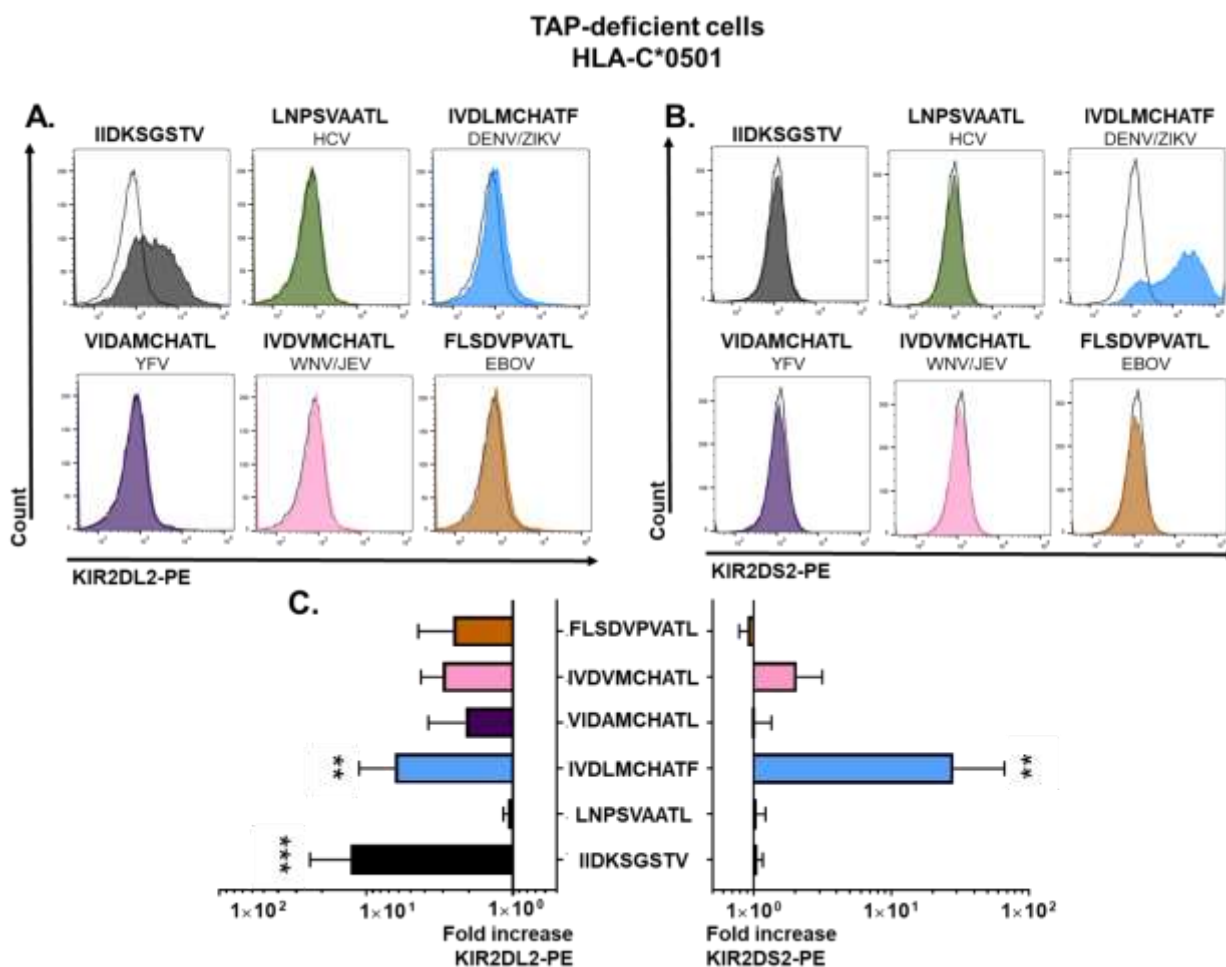 TAP-deficient cells
HLA-C*0501
A.
IIDKSGSTV
LNPSVAATL
HCV
IVDLMCHATF
DENV/ZIKV
VIDAMCHATL
YFV
IVDVMCHATL
WNV/JEV
FLSDVPVATL
EBOV
Count
KIR2DL2-PE
B.
IIDKSGSTV
LNPSVAATL
HCV
IVDLMCHATF
DENV/ZIKV
VIDAMCHATL
YFV
IVDVMCHATL
WNV/JEV
FLSDVPVATL
EBOV
Count
KIR2DS2-PE
C.
FLSDVPVATL
IVDVMCHATL
VIDAMCHATL
** IVDLMCHATF **
LNPSVAATL
*** IIDKSGSTV
1×10² 1×10¹ 1×10⁰ 1×10⁰ 1×10¹ 1×10²
Fold increase Fold increase
KIR2DL2-PE KIR2DS2-PE